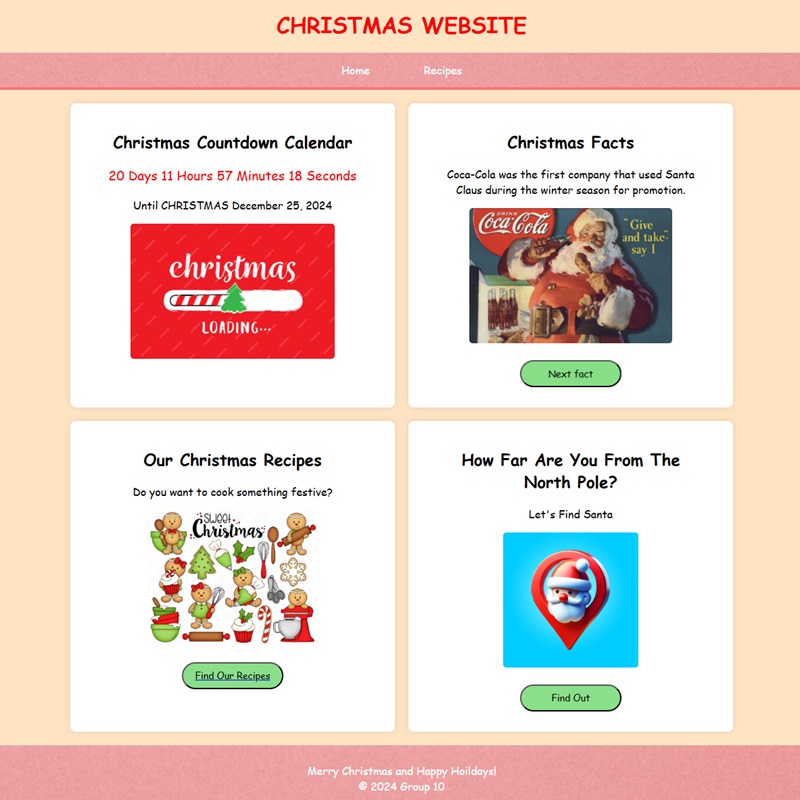 CHRISTMAS WEBSITE
Home
Recipes
Christmas Countdown Calendar
20 Days 11 Hours 57 Minutes 18 Seconds
Until CHRISTMAS December 25, 2024
christmas
LOADING...
Christmas Facts
Coca-Cola was the first company that used Santa
Claus during the winter season for promotion.
DRINK
Coca-Cola
"Give
and take-
say I
Next fact
Our Christmas Recipes
Do you want to cook something festive?
SWEET
Christmas
Find Our Recipes
How Far Are You From The
North Pole?
Let's Find Santa
Find Out
Merry Christmas and Happy Hoildays!
© 2024 Group 10